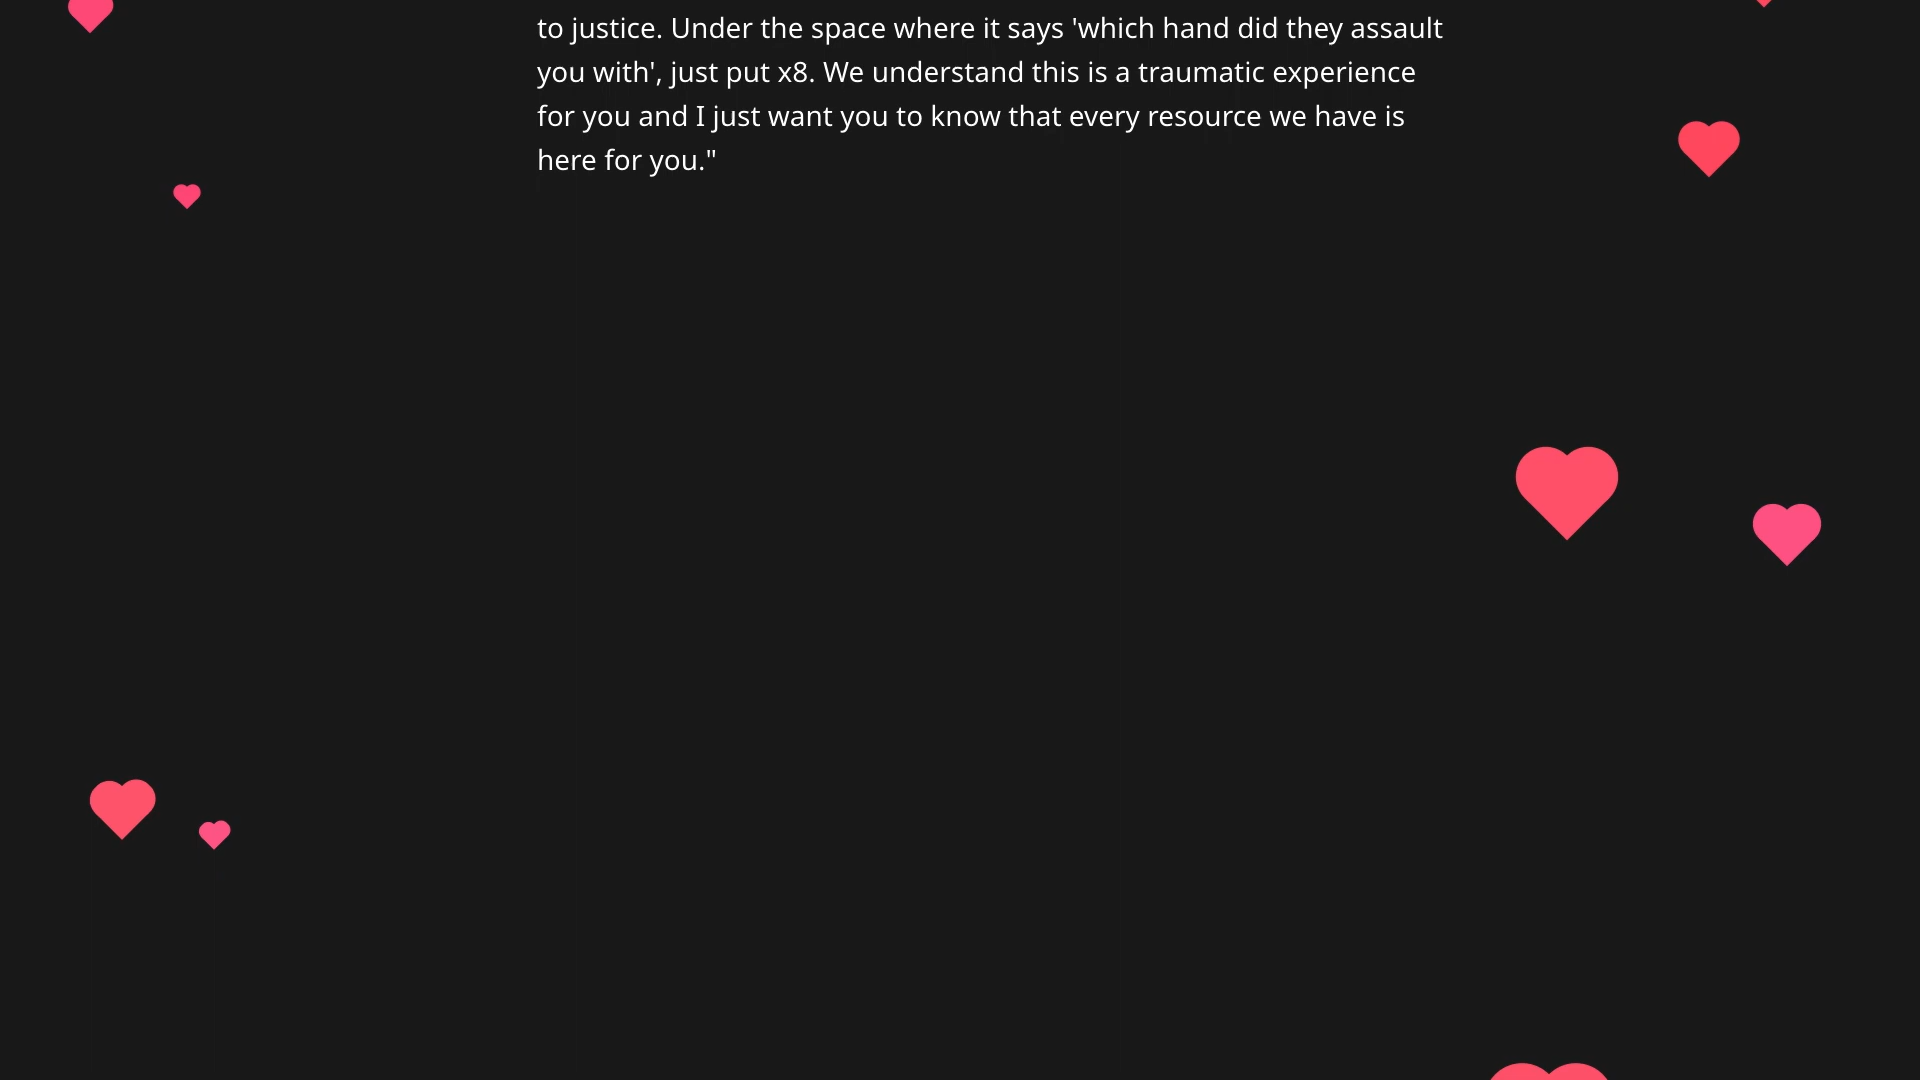 to justice. Under the space where it says 'which hand did they assault
you with', just put x8. We understand this is a traumatic experience
for you and I just want you to know that every resource we have is
here for you."